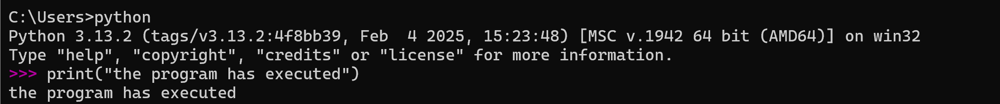 C:\Users>python
Python 3.13.2 (tags/v3.13.2:4f8bb39, Feb  4 2025, 15:23:48) [MSC v.1942 64 bit (AMD64)] on win32
Type "help", "copyright", "credits" or "license" for more information.
>>> print("the program has executed")
the program has executed